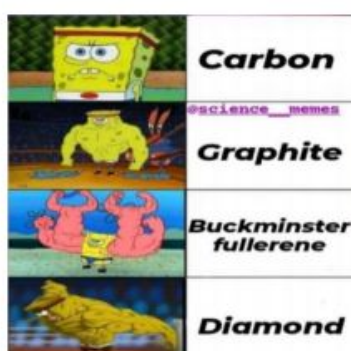 Carbon
@science__memes
Graphite
Buckminster
fullerene
Diamond